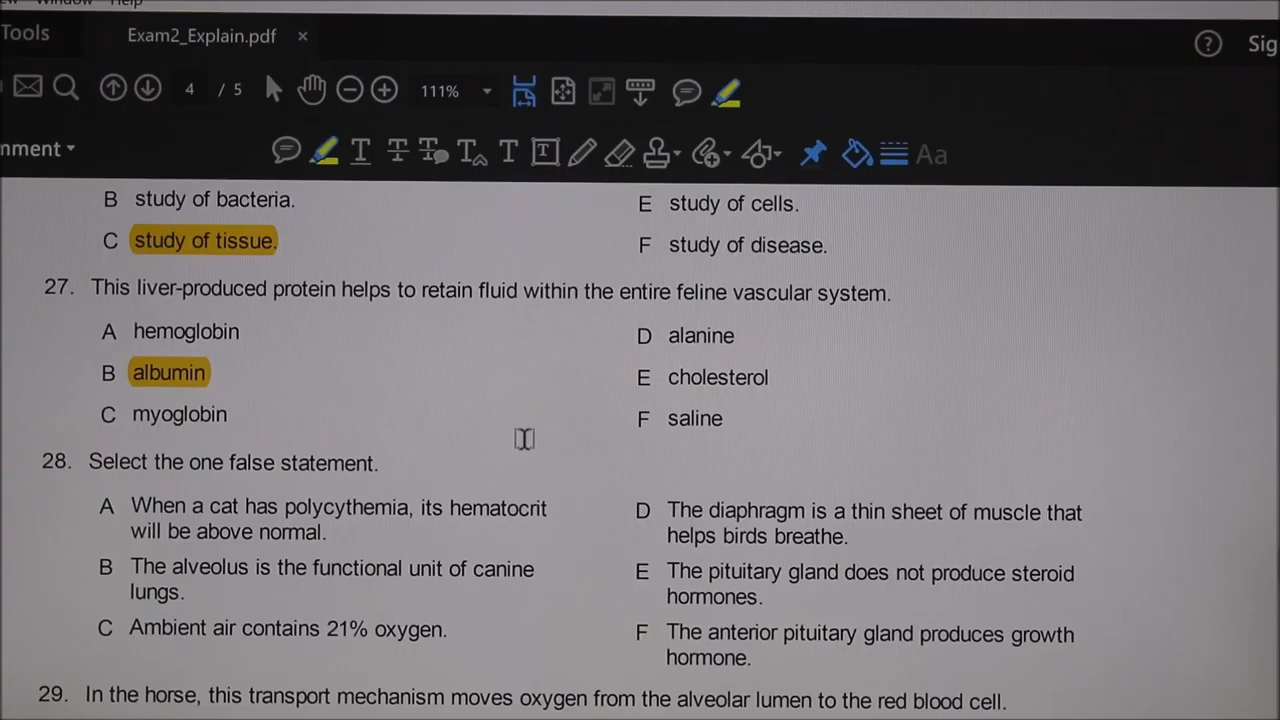 Window Help
Tools
Exam2_Explain.pdf ×
?
Sig
4 / 5
111%
nment
T T T T T T Aa
B study of bacteria.
E study of cells.
C study of tissue.
F study of disease.
27. This liver-produced protein helps to retain fluid within the entire feline vascular system.
A hemoglobin
D alanine
B albumin
E cholesterol
C myoglobin
F saline
28. Select the one false statement.
A When a cat has polycythemia, its hematocrit
will be above normal.
D The diaphragm is a thin sheet of muscle that
helps birds breathe.
B The alveolus is the functional unit of canine
lungs.
E The pituitary gland does not produce steroid
hormones.
C Ambient air contains 21% oxygen.
F The anterior pituitary gland produces growth
hormone.
29. In the horse, this transport mechanism moves oxygen from the alveolar lumen to the red blood cell.